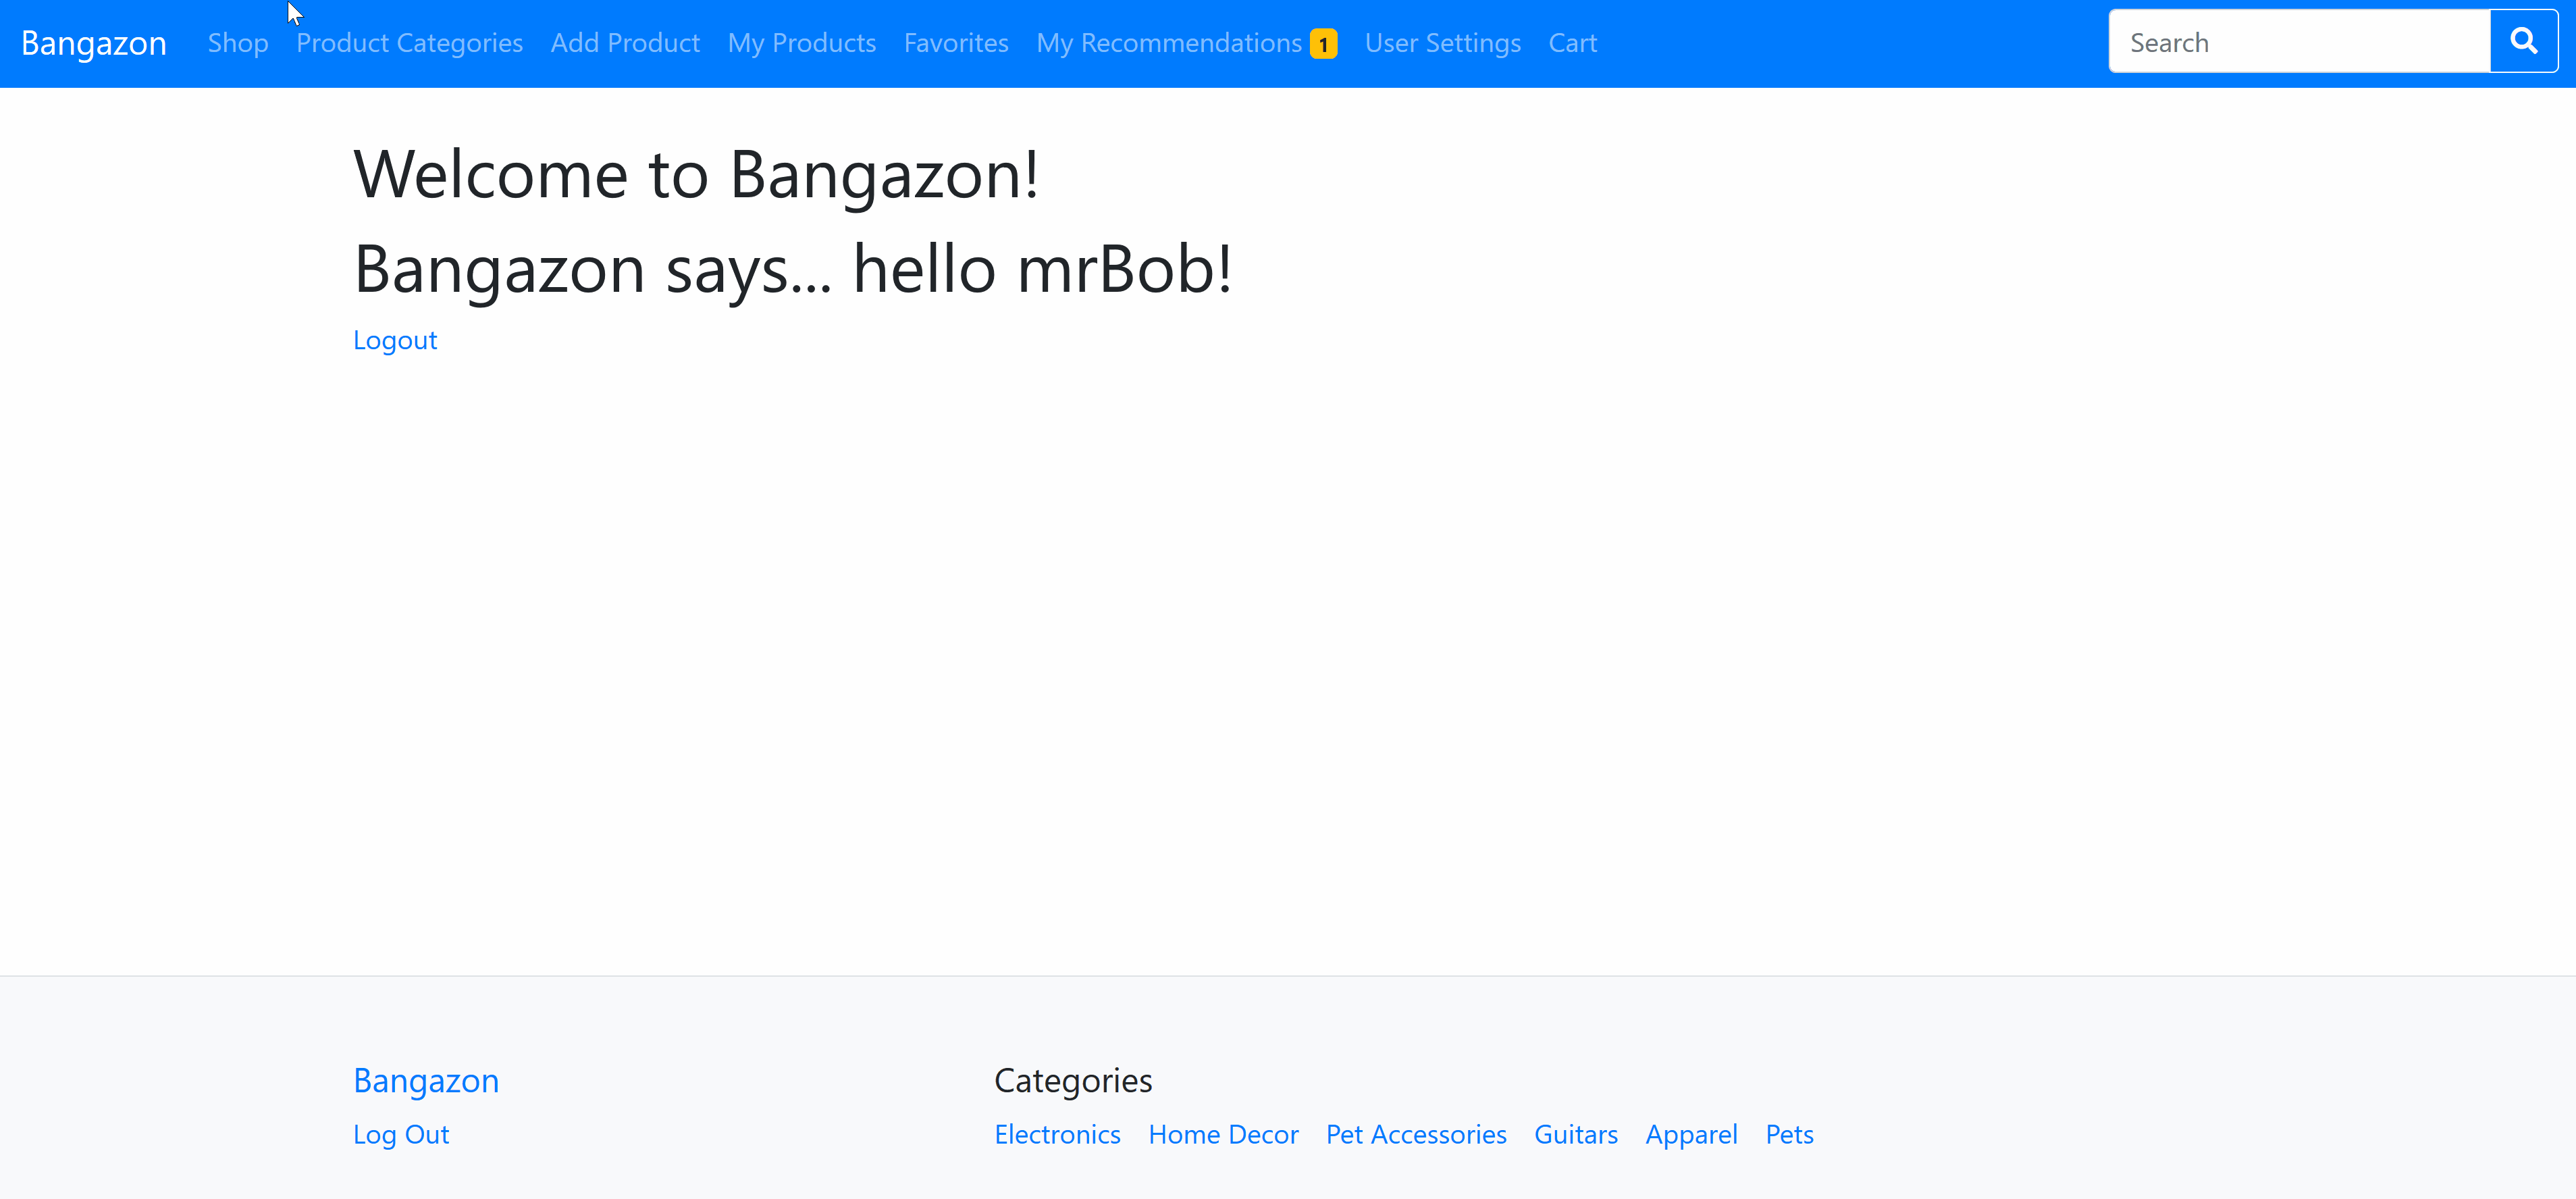 Bangazon Shop Product Categories Add Product My Products Favorites My Recommendations 1 User Settings Cart Search
Welcome to Bangazon!
Bangazon says... hello mrBob!
Logout
Bangazon
Log Out
Categories
Electronics Home Decor Pet Accessories Guitars Apparel Pets